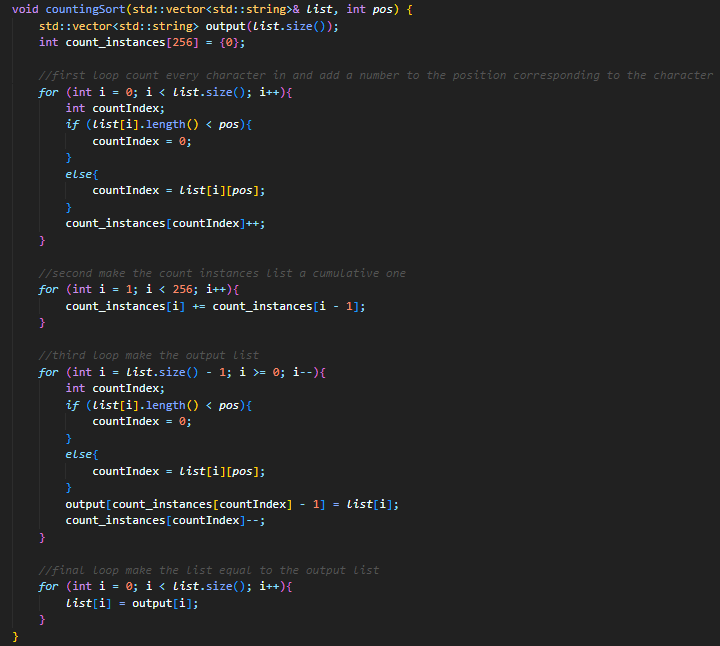 void countingSort(std::vector<std::string>& list, int pos) {
    std::vector<std::string> output(list.size());
    int count_instances[256] = {0};

    //first loop count every character in and add a number to the position corresponding to the character
    for (int i = 0; i < list.size(); i++){
        int countIndex;
        if (list[i].length() < pos){
            countIndex = 0;
        }
        else{
            countIndex = list[i][pos];
        }
        count_instances[countIndex]++;
    }

    //second make the count instances list a cumulative one
    for (int i = 1; i < 256; i++){
        count_instances[i] += count_instances[i - 1];
    }

    //third loop make the output list
    for (int i = list.size() - 1; i >= 0; i--){
        int countIndex;
        if (list[i].length() < pos){
            countIndex = 0;
        }
        else{
            countIndex = list[i][pos];
        }
        output[count_instances[countIndex] - 1] = list[i];
        count_instances[countIndex]--;
    }

    //final loop make the list equal to the output list
    for (int i = 0; i < list.size(); i++){
        list[i] = output[i];
    }
}